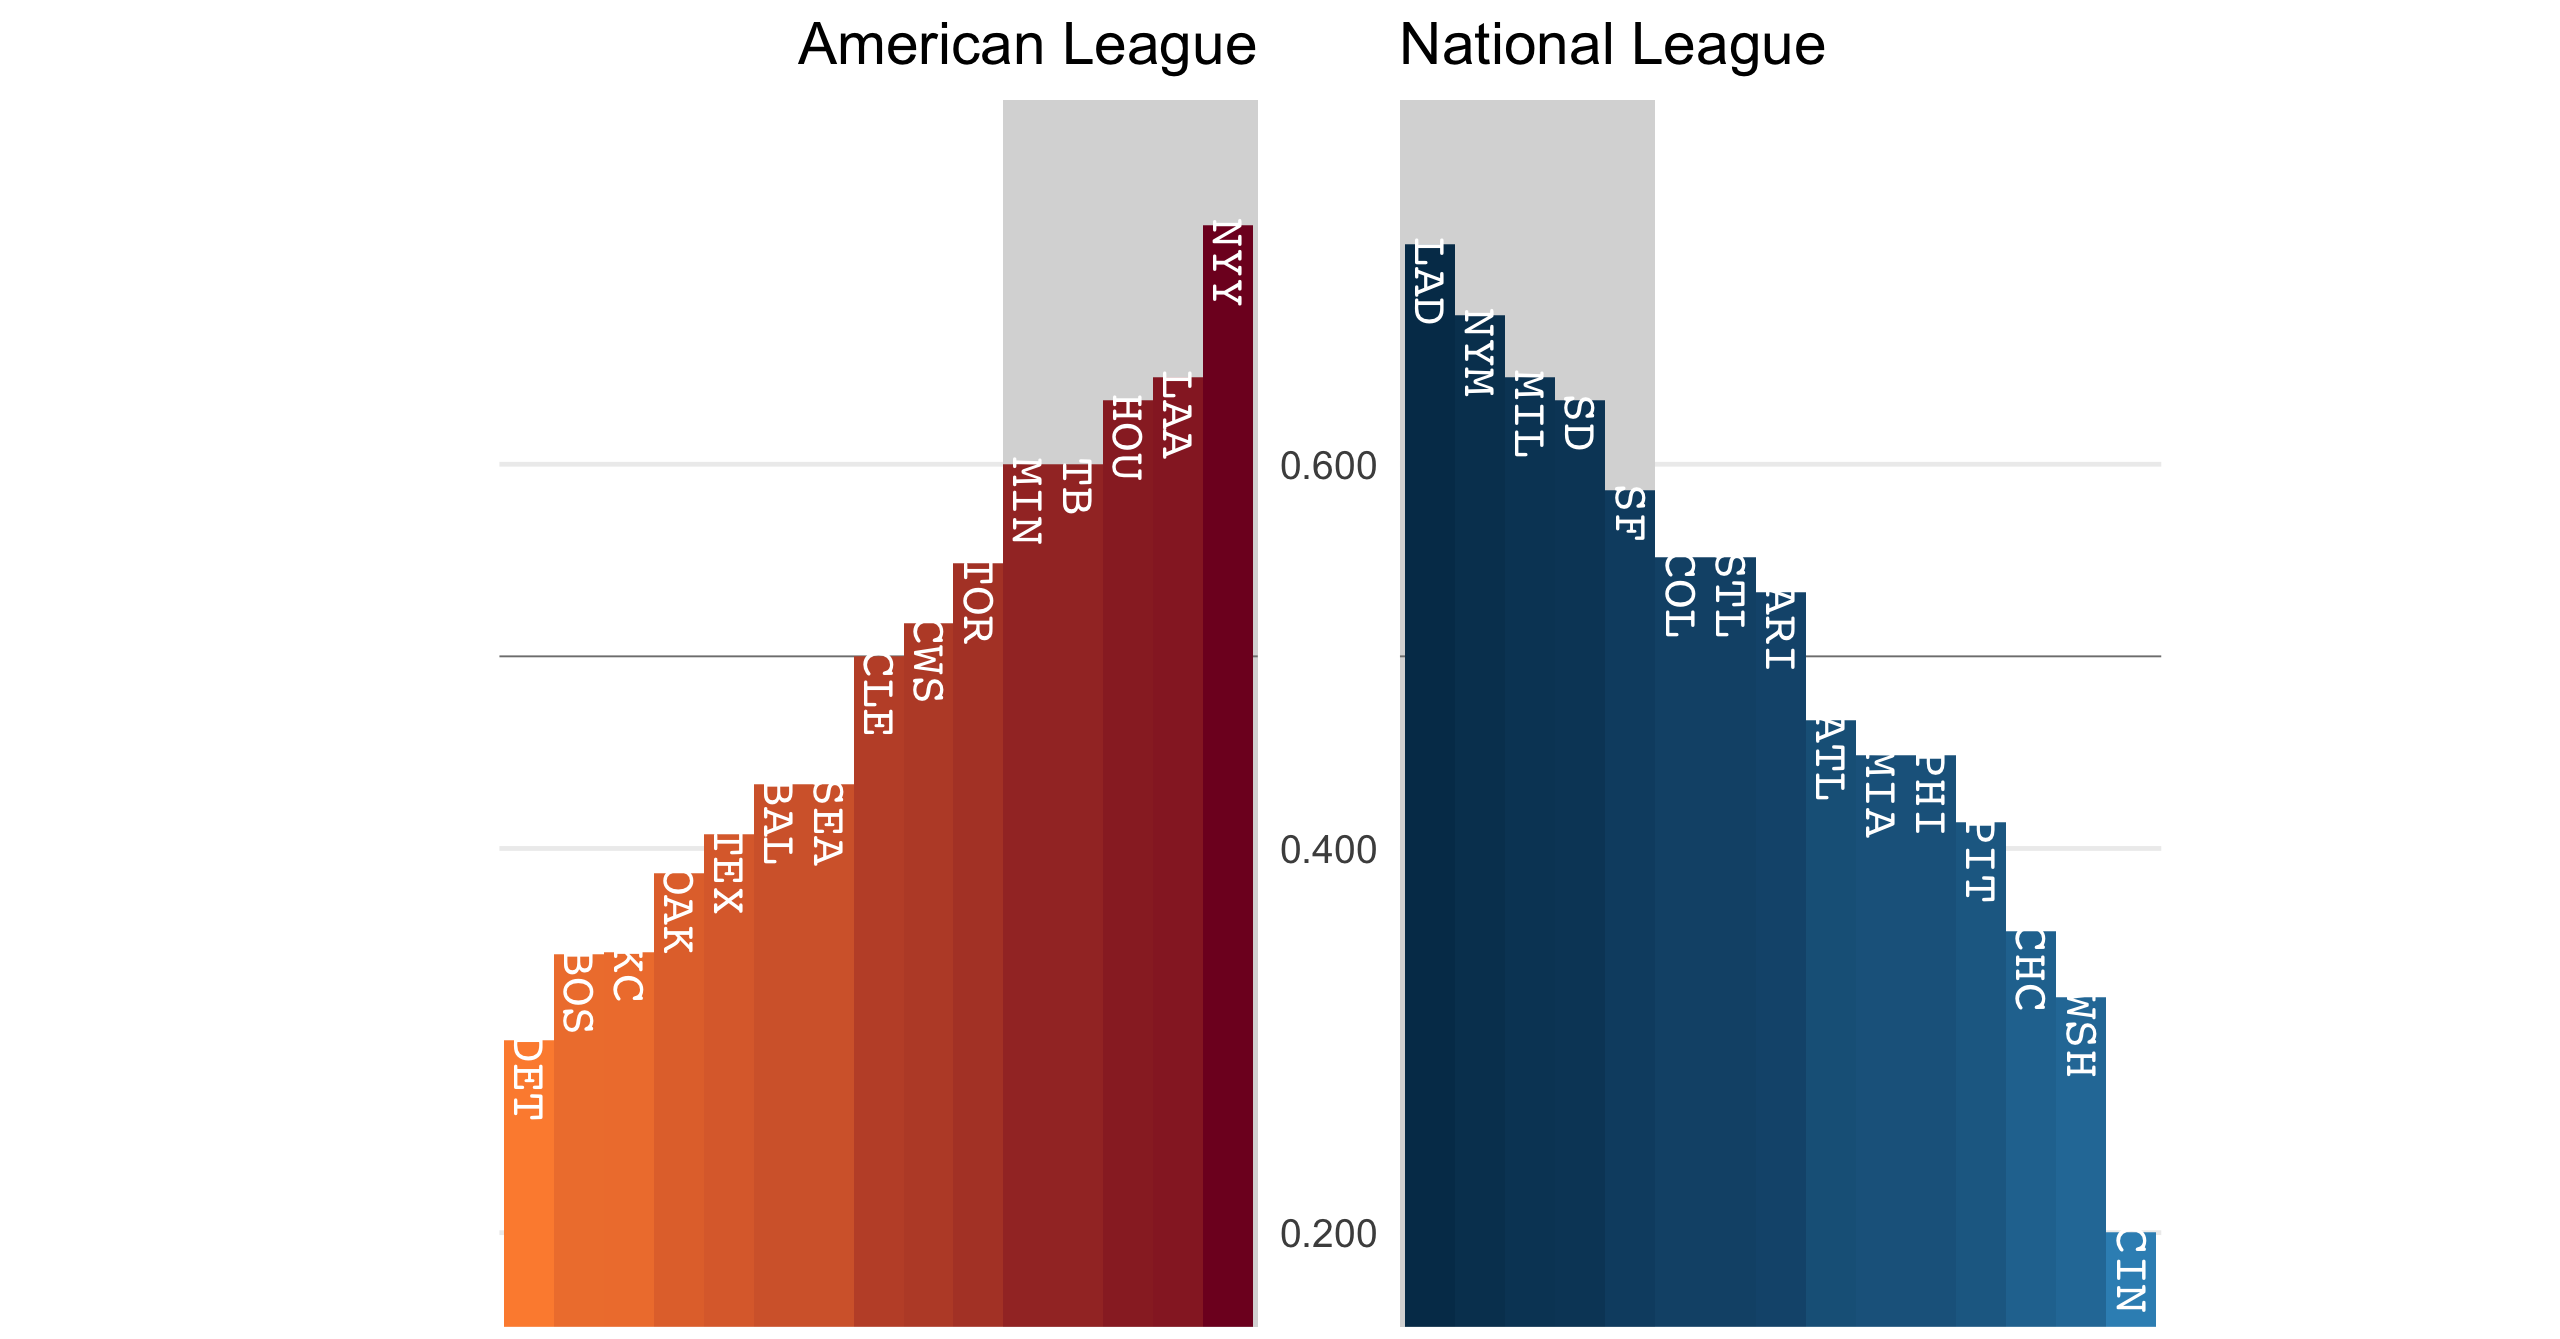 American League
National League
DET
BOS
KC
OAK
TEX
BAL
SEA
CLE
CWS
TOR
MIN
TB
HOU
LAA
NYY
0.600
0.400
0.200
LAD
NYM
MIL
SD
SF
COL
STL
ARI
ATL
MIA
PHI
PIT
CHC
WSH
CIN